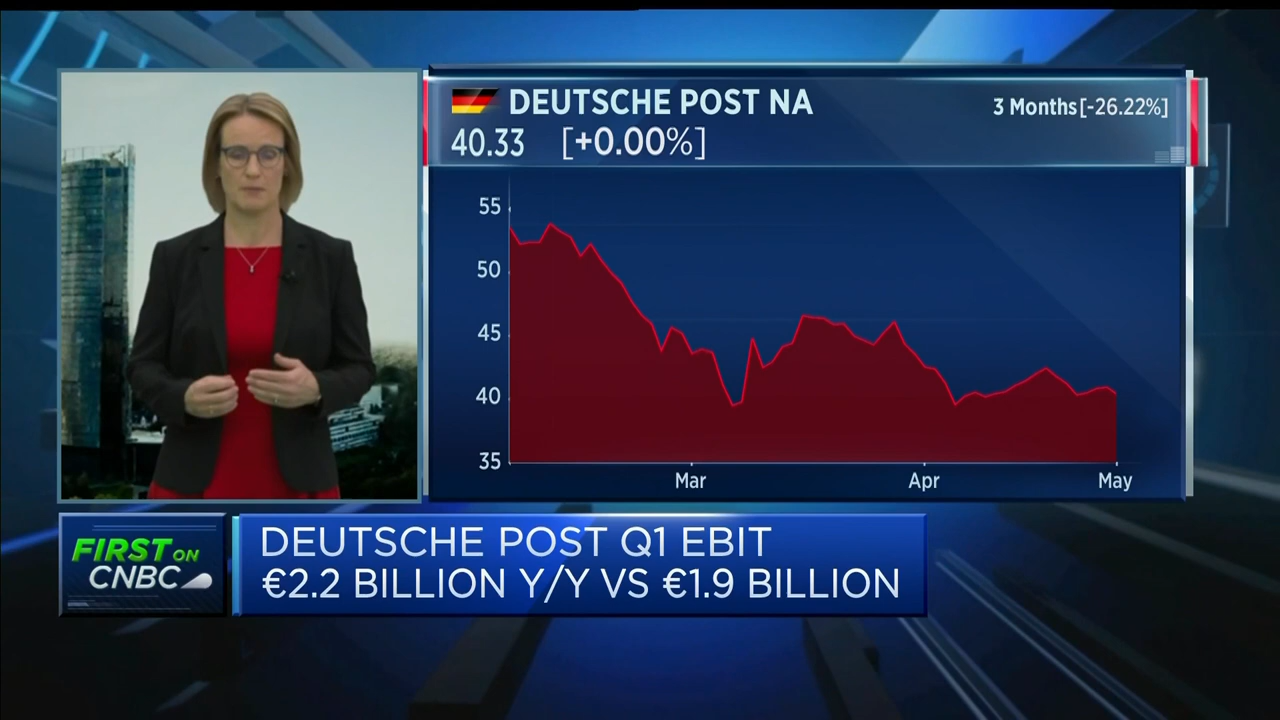 DEUTSCHE POST NA
3 Months[-26.22%]
40.33 [+0.00%]
55
50
45
40
35
Mar Apr May
FIRST ON
CNBC
DEUTSCHE POST Q1 EBIT
€2.2 BILLION Y/Y VS €1.9 BILLION